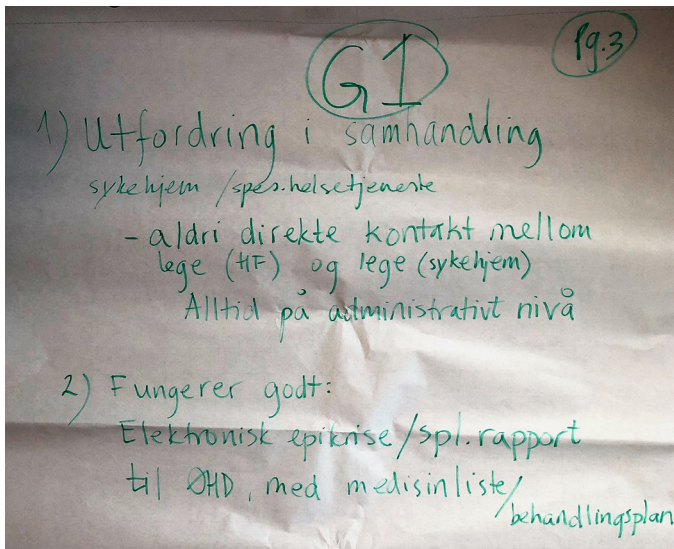 G1
Pg.3
1) Utfordring i samhandling
sykehjem /spes.helsetjeneste
- aldri direkte kontakt mellom
lege (HF) og lege (sykehjem)
Alltid på administrativt nivå
2) Fungerer godt:
Elektronisk epikrise/spl.rapport
til ØHD, med medisinliste/
behandlingsplan